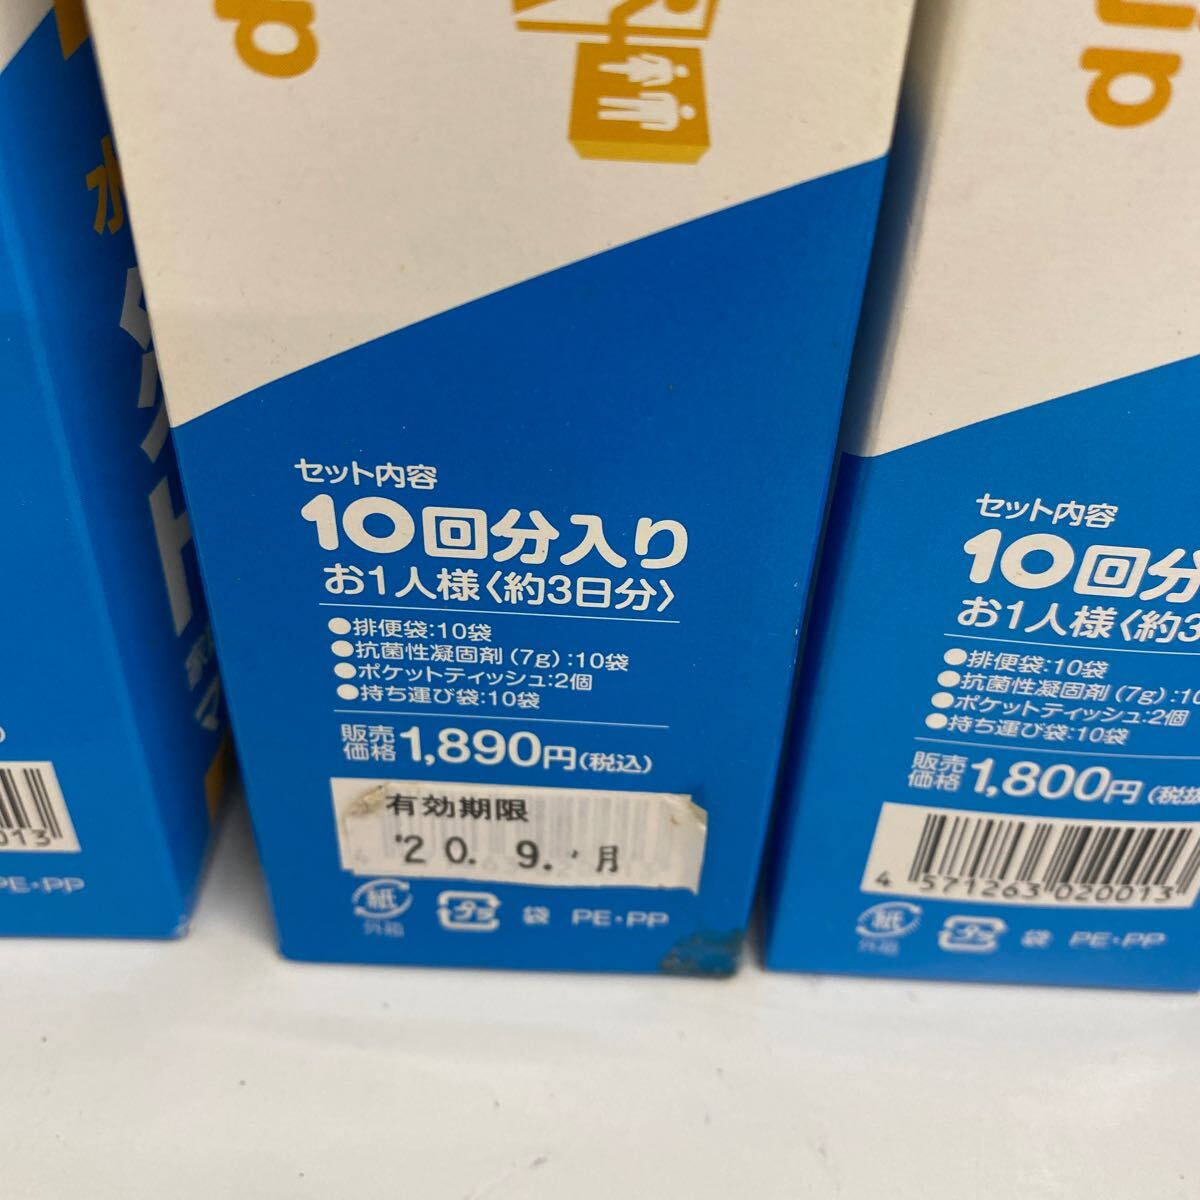 セット内容
10回分入り
お1人様〈約3日分〉
●排便袋:10袋
●抗菌性凝固剤(7g):10袋
●ポケットティッシュ:2個
●持ち運び袋:10袋
販売価格 1,890円(税込)
有効期限
'20. 9.,月
紙 外箱 プラ 袋 PE・PP
セット内容
10回分
お1人様〈約3
●排便袋:10袋
●抗菌性凝固剤(7g):10
●ポケットティッシュ:2個
●持ち運び袋:10袋
販売価格 1,800円(税抜
4 571263 020013
紙 外箱 プラ 袋 PE・PP
水
0013
PE・PP